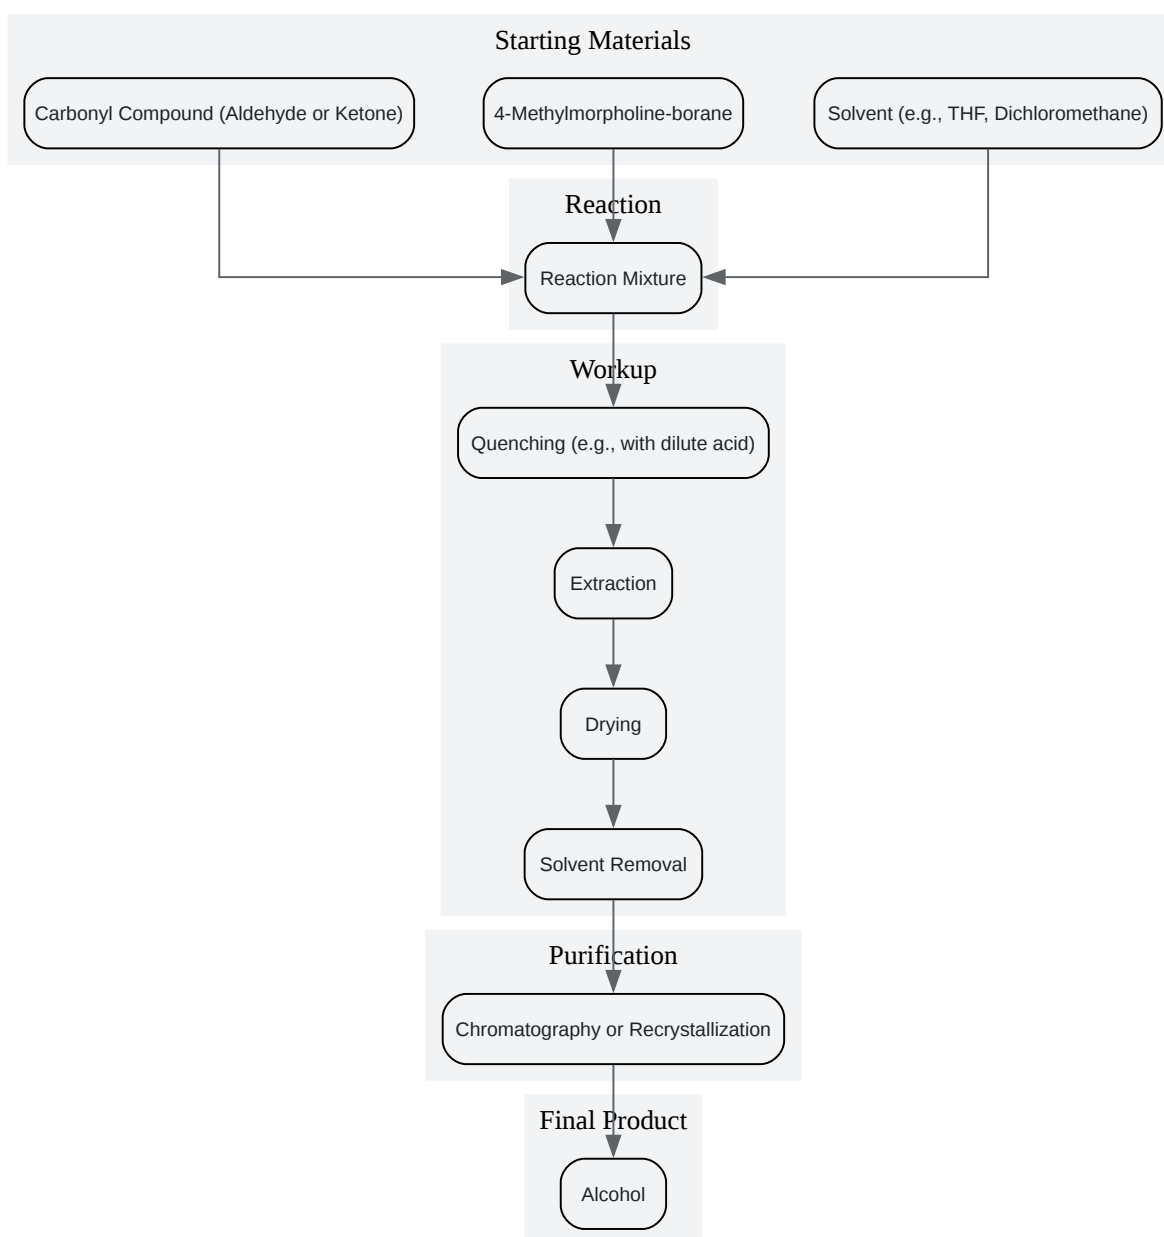 Starting Materials
Carbonyl Compound (Aldehyde or Ketone)
4-Methylmorpholine-borane
Solvent (e.g., THF, Dichloromethane)
Reaction
Reaction Mixture
Workup
Quenching (e.g., with dilute acid)
Extraction
Drying
Solvent Removal
Purification
Chromatography or Recrystallization
Final Product
Alcohol